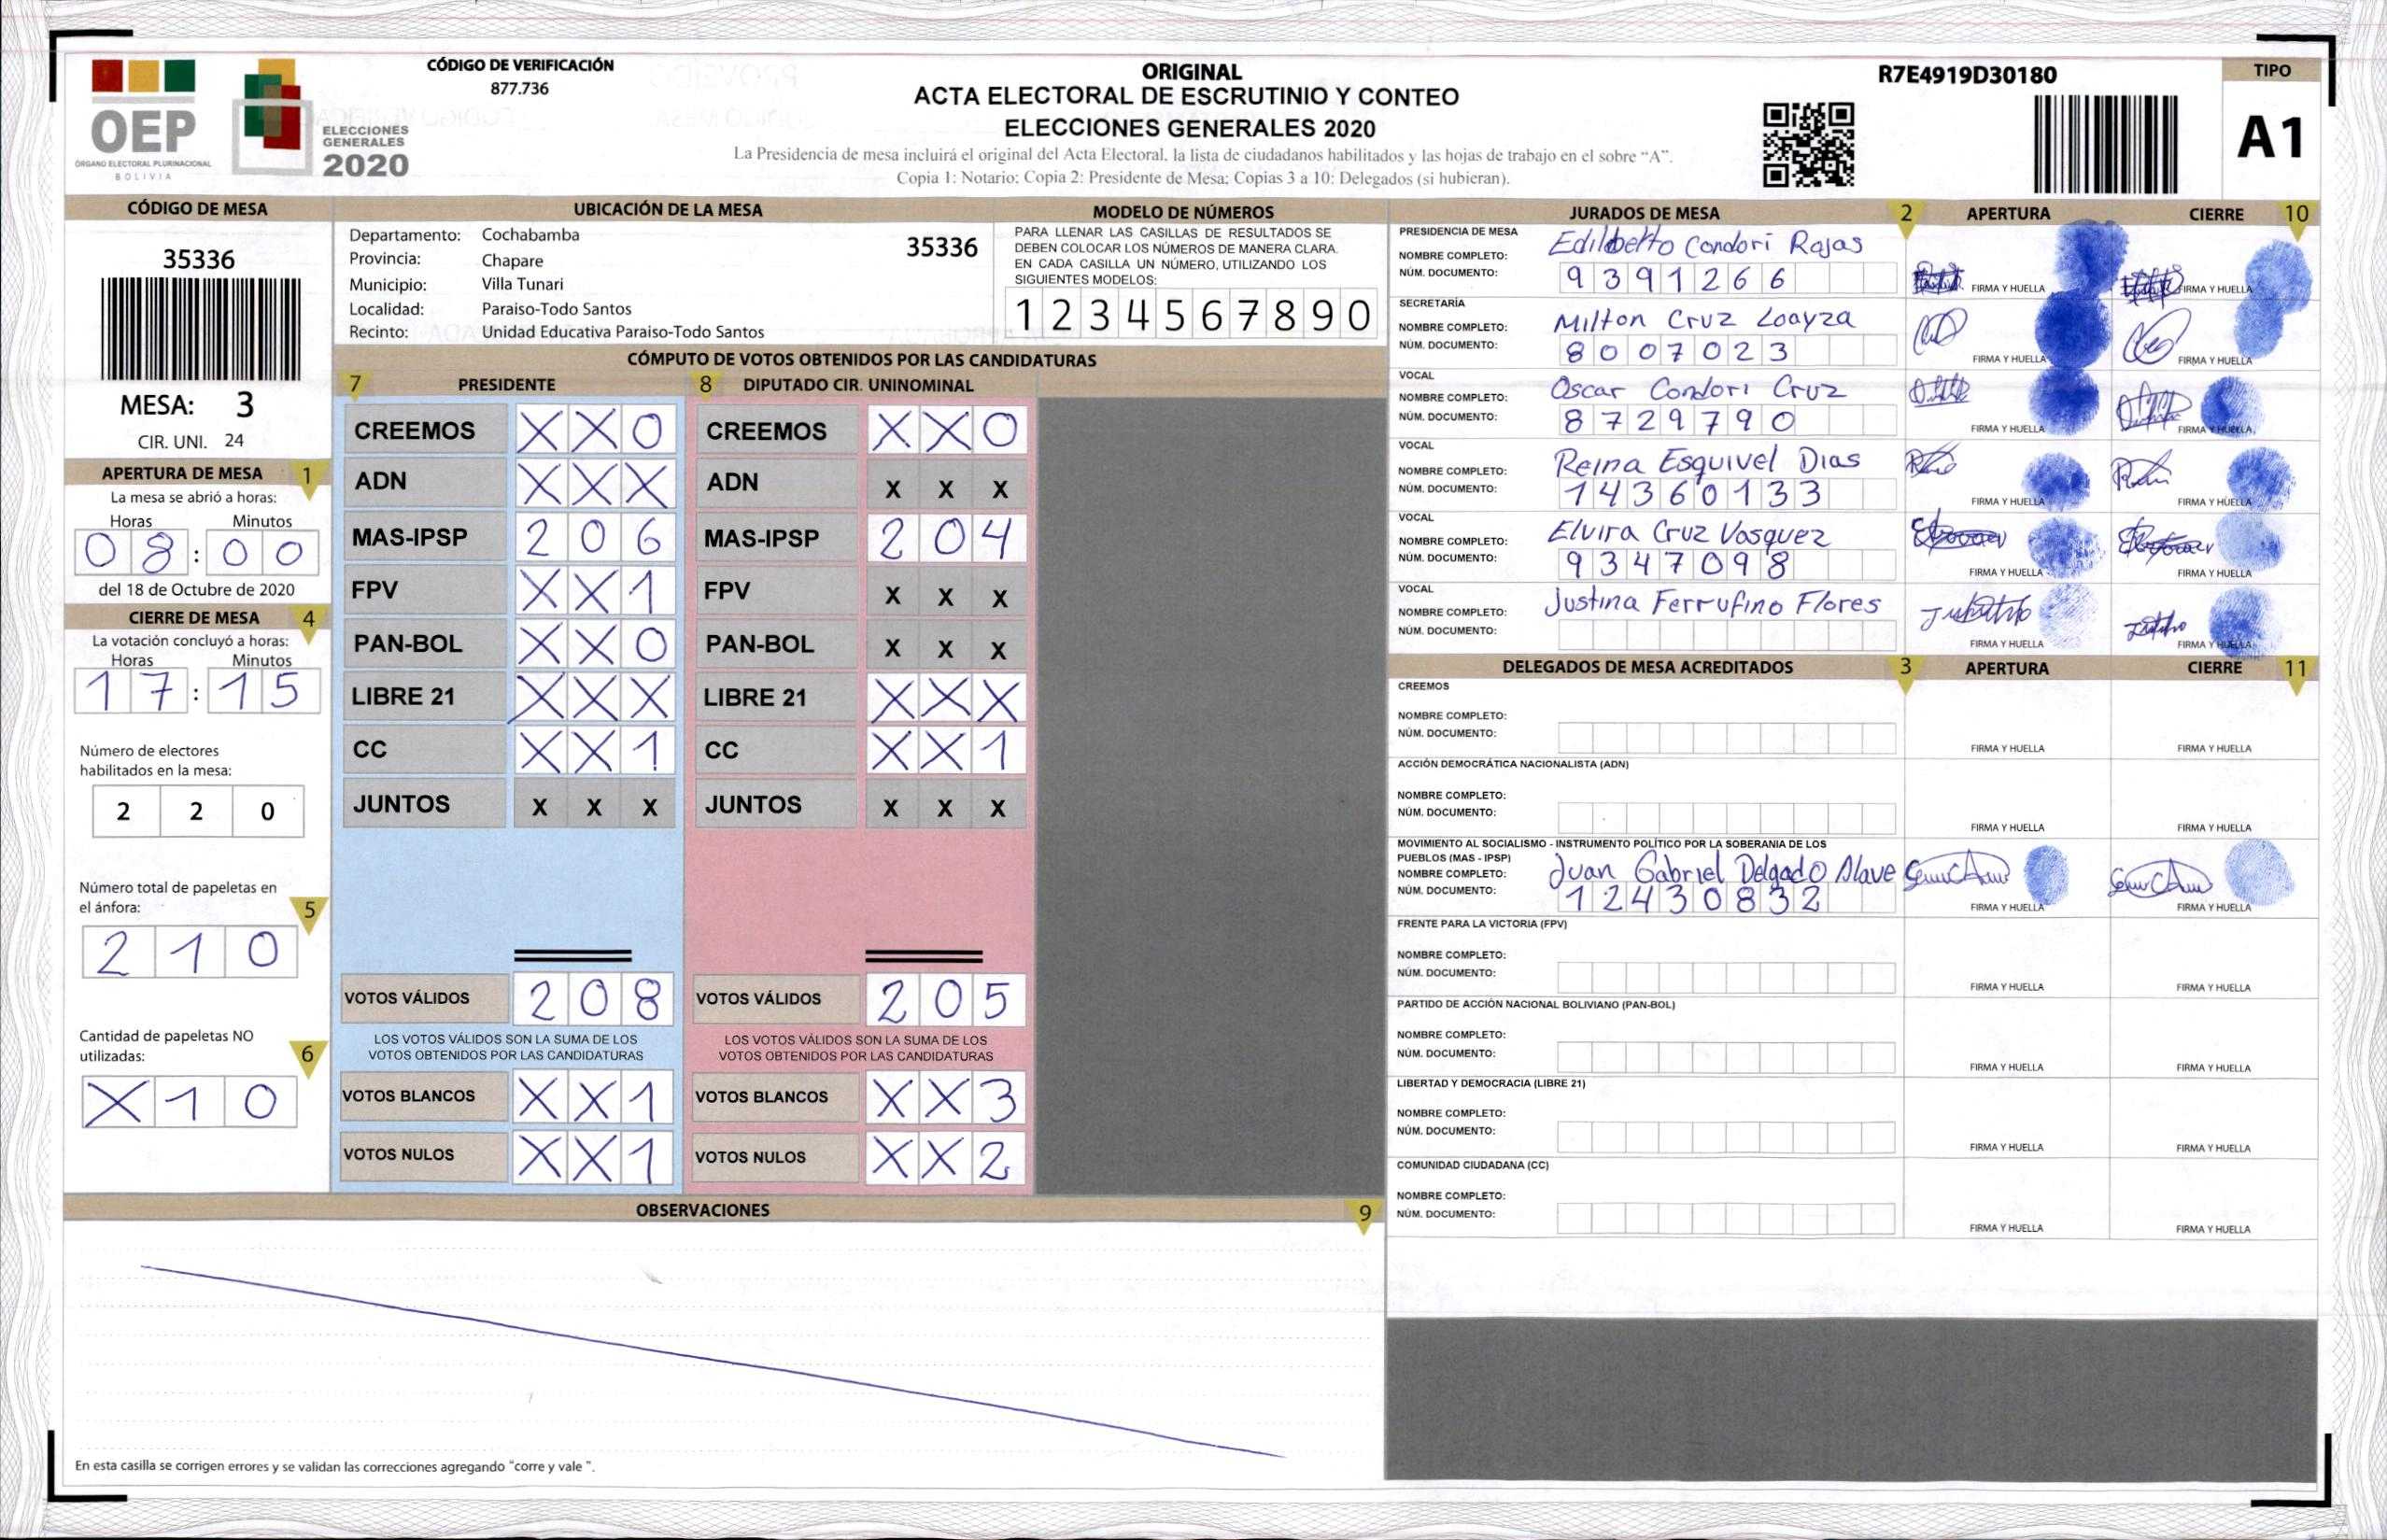 OEP
ÓRGANO ELECTORAL PLURINACIONAL
BOLIVIA
ELECCIONES
GENERALES
2020
CÓDIGO DE VERIFICACIÓN
877.736
ORIGINAL
ACTA ELECTORAL DE ESCRUTINIO Y CONTEO
ELECCIONES GENERALES 2020
La Presidencia de mesa incluirá el original del Acta Electoral, la lista de ciudadanos habilitados y las hojas de trabajo en el sobre “A”.
Copia 1: Notario; Copia 2: Presidente de Mesa; Copias 3 a 10: Delegados (si hubieran).
R7E4919D30180
TIPO
A1
CÓDIGO DE MESA
35336
MESA: 3
CIR. UNI. 24
APERTURA DE MESA 1
La mesa se abrió a horas:
Horas Minutos
08:00
del 18 de Octubre de 2020
CIERRE DE MESA 4
La votación concluyó a horas:
Horas Minutos
17:15
Número de electores
habilitados en la mesa:
2 2 0
Número total de papeletas en
el ánfora: 5
2 1 0
Cantidad de papeletas NO
utilizadas: 6
X 1 0
UBICACIÓN DE LA MESA
Departamento: Cochabamba 35336
Provincia: Chapare
Municipio: Villa Tunari
Localidad: Paraiso-Todo Santos
Recinto: Unidad Educativa Paraiso-Todo Santos
MODELO DE NÚMEROS
PARA LLENAR LAS CASILLAS DE RESULTADOS SE
DEBEN COLOCAR LOS NÚMEROS DE MANERA CLARA.
EN CADA CASILLA UN NÚMERO, UTILIZANDO LOS
SIGUIENTES MODELOS:
1 2 3 4 5 6 7 8 9 0
CÓMPUTO DE VOTOS OBTENIDOS POR LAS CANDIDATURAS
7 PRESIDENTE 8 DIPUTADO CIR. UNINOMINAL
CREEMOS X X 0 CREEMOS X X 0
ADN X X X ADN X X X
MAS-IPSP 2 0 6 MAS-IPSP 2 0 4
FPV X X 1 FPV X X X
PAN-BOL X X 0 PAN-BOL X X X
LIBRE 21 X X X LIBRE 21 X X X
CC X X 1 CC X X 1
JUNTOS X X X JUNTOS X X X
VOTOS VÁLIDOS 2 0 8 VOTOS VÁLIDOS 2 0 5
LOS VOTOS VÁLIDOS SON LA SUMA DE LOS LOS VOTOS VÁLIDOS SON LA SUMA DE LOS
VOTOS OBTENIDOS POR LAS CANDIDATURAS VOTOS OBTENIDOS POR LAS CANDIDATURAS
VOTOS BLANCOS X X 1 VOTOS BLANCOS X X 3
VOTOS NULOS X X 1 VOTOS NULOS X X 2
OBSERVACIONES 9
En esta casilla se corrigen errores y se validan las correcciones agregando “corre y vale ”.
JURADOS DE MESA 2 APERTURA CIERRE 10
PRESIDENCIA DE MESA
NOMBRE COMPLETO: Condori Rojas
NÚM. DOCUMENTO: 9391266 FIRMA Y HUELLA FIRMA Y HUELLA
SECRETARÍA
NOMBRE COMPLETO: Milton Cruz Loayza
NÚM. DOCUMENTO: 8007023 FIRMA Y HUELLA FIRMA Y HUELLA
VOCAL
NOMBRE COMPLETO: Oscar Condori Cruz
NÚM. DOCUMENTO: 8729790 FIRMA Y HUELLA FIRMA Y HUELLA
VOCAL
NOMBRE COMPLETO: Reina Esquivel Dias
NÚM. DOCUMENTO: 14360133 FIRMA Y HUELLA FIRMA Y HUELLA
VOCAL
NOMBRE COMPLETO: Elvira Cruz Vasquez
NÚM. DOCUMENTO: 9347098 FIRMA Y HUELLA FIRMA Y HUELLA
VOCAL
NOMBRE COMPLETO: Justina Ferrufino Flores
NÚM. DOCUMENTO: FIRMA Y HUELLA FIRMA Y HUELLA
DELEGADOS DE MESA ACREDITADOS 3 APERTURA CIERRE 11
CREEMOS
NOMBRE COMPLETO:
NÚM. DOCUMENTO: FIRMA Y HUELLA FIRMA Y HUELLA
ACCIÓN DEMOCRÁTICA NACIONALISTA (ADN)
NOMBRE COMPLETO:
NÚM. DOCUMENTO: FIRMA Y HUELLA FIRMA Y HUELLA
MOVIMIENTO AL SOCIALISMO - INSTRUMENTO POLÍTICO POR LA SOBERANIA DE LOS
PUEBLOS (MAS - IPSP)
NOMBRE COMPLETO: Juan Gabriel Delgado Alave
NÚM. DOCUMENTO: 12430832 FIRMA Y HUELLA FIRMA Y HUELLA
FRENTE PARA LA VICTORIA (FPV)
NOMBRE COMPLETO:
NÚM. DOCUMENTO: FIRMA Y HUELLA FIRMA Y HUELLA
PARTIDO DE ACCIÓN NACIONAL BOLIVIANO (PAN-BOL)
NOMBRE COMPLETO:
NÚM. DOCUMENTO: FIRMA Y HUELLA FIRMA Y HUELLA
LIBERTAD Y DEMOCRACIA (LIBRE 21)
NOMBRE COMPLETO:
NÚM. DOCUMENTO: FIRMA Y HUELLA FIRMA Y HUELLA
COMUNIDAD CIUDADANA (CC)
NOMBRE COMPLETO:
NÚM. DOCUMENTO: FIRMA Y HUELLA FIRMA Y HUELLA